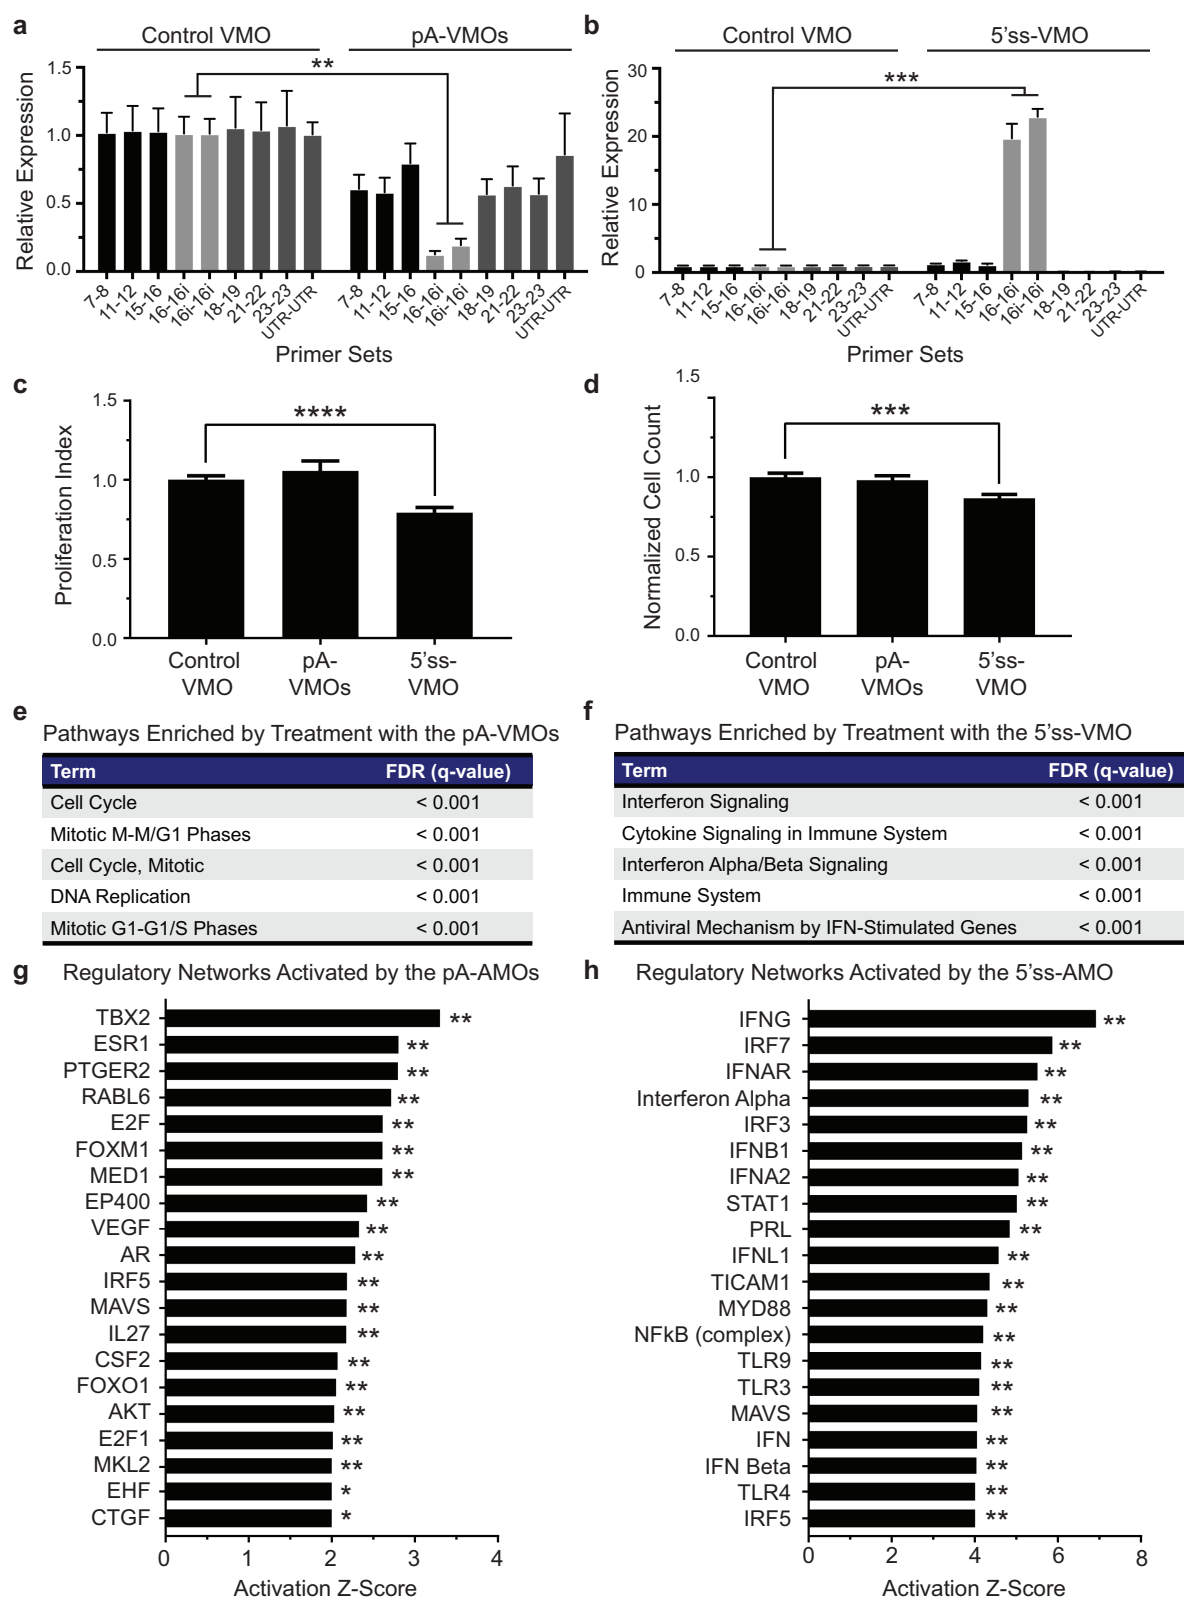 a
Control VMO
pA-VMOs
Relative Expression
1.5
1.0
0.5
0.0
**
7-8
11-12
15-16
16-16i
16i-16i
18-19
21-22
23-23
UTR-UTR
7-8
11-12
15-16
16-16i
16i-16i
18-19
21-22
23-23
UTR-UTR
Primer Sets
b
Control VMO
5'ss-VMO
Relative Expression
30
20
10
0
***
7-8
11-12
15-16
16-16i
16i-16i
18-19
21-22
23-23
UTR-UTR
7-8
11-12
15-16
16-16i
16i-16i
18-19
21-22
23-23
UTR-UTR
Primer Sets
c
Proliferation Index
1.5
1.0
0.5
0.0
****
Control
VMO
pA-
VMOs
5'ss-
VMO
d
Normalized Cell Count
1.5
1.0
0.5
0.0
***
Control
VMO
pA-
VMOs
5'ss-
VMO
e
Pathways Enriched by Treatment with the pA-VMOs
Term FDR (q-value)
Cell Cycle < 0.001
Mitotic M-M/G1 Phases < 0.001
Cell Cycle, Mitotic < 0.001
DNA Replication < 0.001
Mitotic G1-G1/S Phases < 0.001
f
Pathways Enriched by Treatment with the 5'ss-VMO
Term FDR (q-value)
Interferon Signaling < 0.001
Cytokine Signaling in Immune System < 0.001
Interferon Alpha/Beta Signaling < 0.001
Immune System < 0.001
Antiviral Mechanism by IFN-Stimulated Genes < 0.001
g
Regulatory Networks Activated by the pA-AMOs
TBX2 **
ESR1 **
PTGER2 **
RABL6 **
E2F **
FOXM1 **
MED1 **
EP400 **
VEGF **
AR **
IRF5 **
MAVS **
IL27 **
CSF2 **
FOXO1 **
AKT **
E2F1 **
MKL2 **
EHF *
CTGF *
0 1 2 3 4
Activation Z-Score
h
Regulatory Networks Activated by the 5'ss-AMO
IFNG **
IRF7 **
IFNAR **
Interferon Alpha **
IRF3 **
IFNB1 **
IFNA2 **
STAT1 **
PRL **
IFNL1 **
TICAM1 **
MYD88 **
NFkB (complex) **
TLR9 **
TLR3 **
MAVS **
IFN **
IFN Beta **
TLR4 **
IRF5 **
0 2 4 6 8
Activation Z-Score